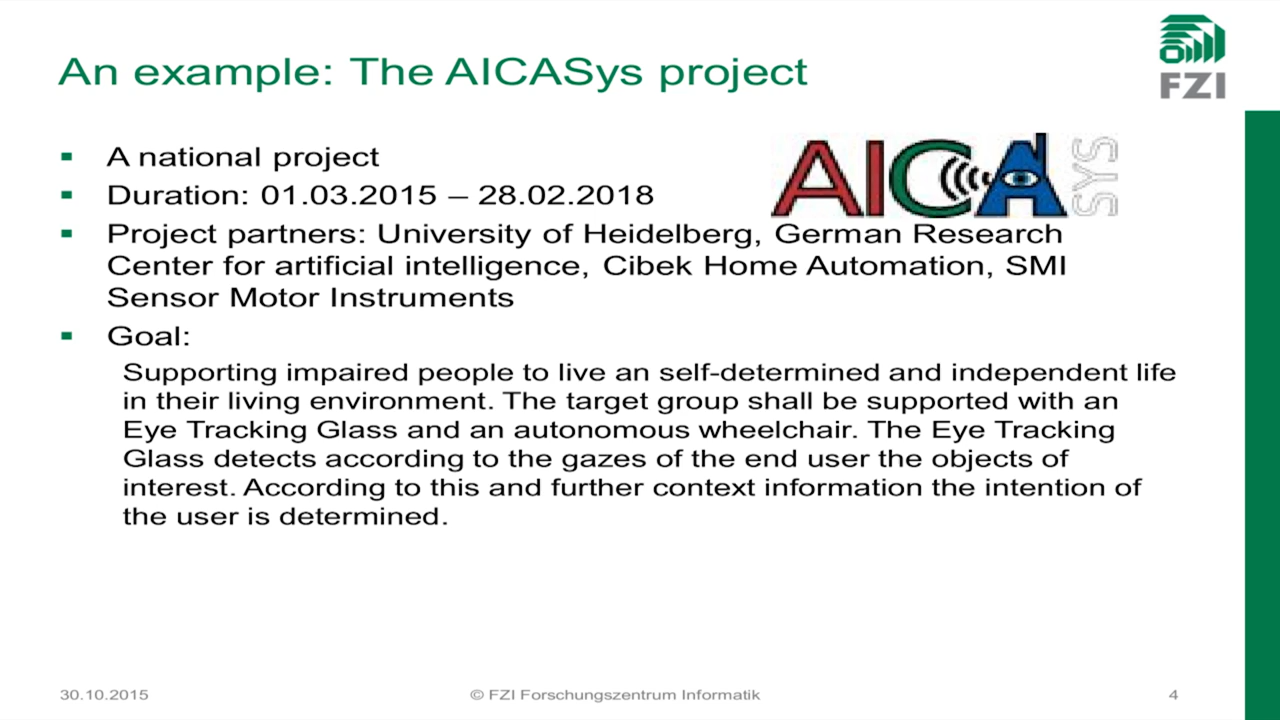 An example: The AICASys project
FZI
AICA SYS
▪ A national project
▪ Duration: 01.03.2015 – 28.02.2018
▪ Project partners: University of Heidelberg, German Research
Center for artificial intelligence, Cibek Home Automation, SMI
Sensor Motor Instruments
▪ Goal:
Supporting impaired people to live an self-determined and independent life
in their living environment. The target group shall be supported with an
Eye Tracking Glass and an autonomous wheelchair. The Eye Tracking
Glass detects according to the gazes of the end user the objects of
interest. According to this and further context information the intention of
the user is determined.
30.10.2015 © FZI Forschungszentrum Informatik 4